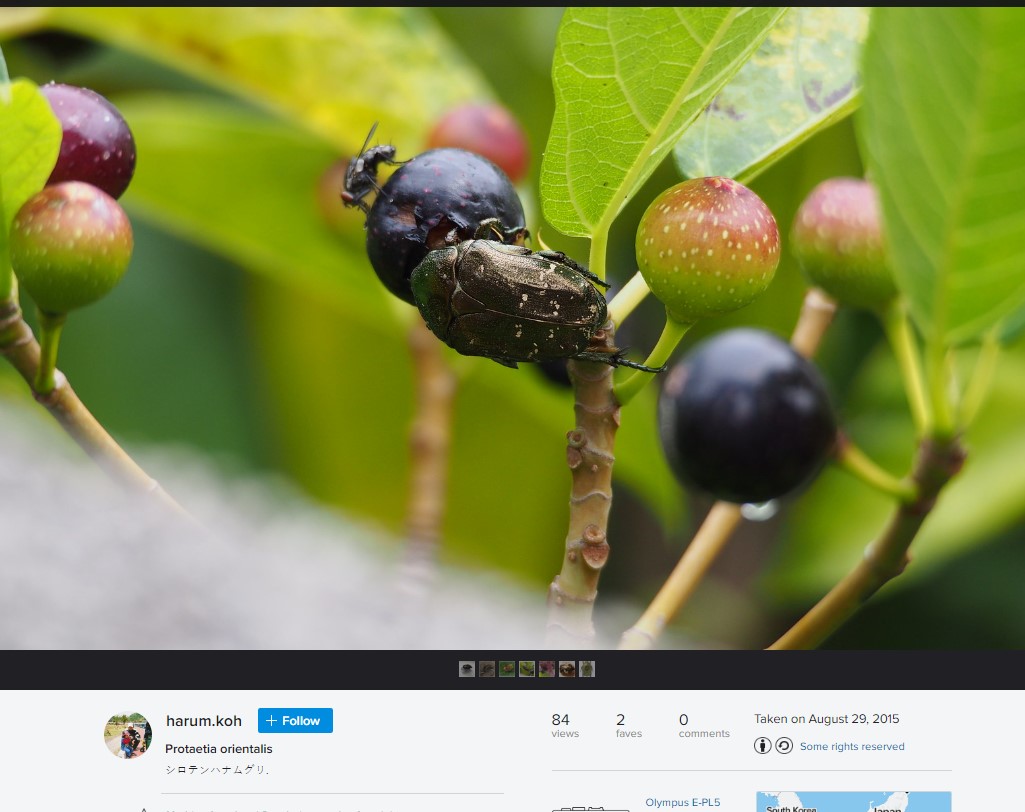 harum.koh
+ Follow
Protaetia orientalis
シロテンハナムグリ.
84
views
2
faves
0
comments
Taken on August 29, 2015
Some rights reserved
Olympus E-PL5
South Korea
Japan